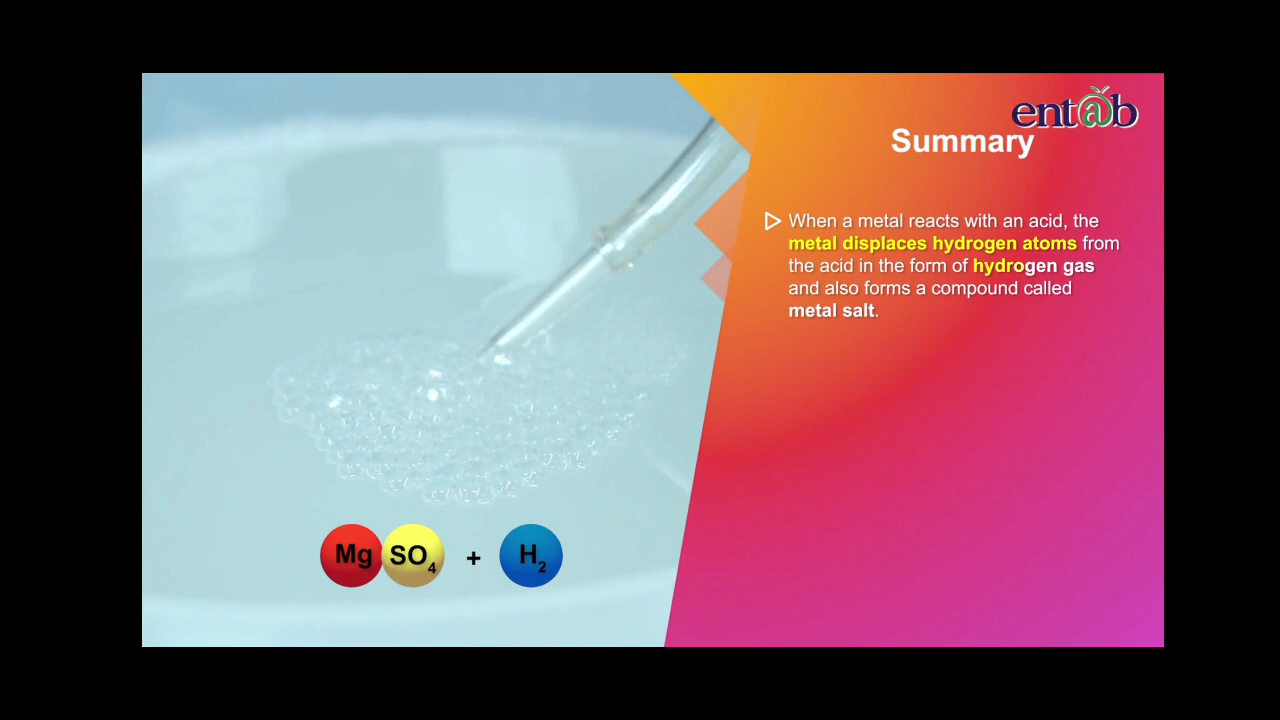 entab
Summary
When a metal reacts with an acid, the
metal displaces hydrogen atoms from
the acid in the form of hydrogen gas
and also forms a compound called
metal salt.
Mg SO4 + H2